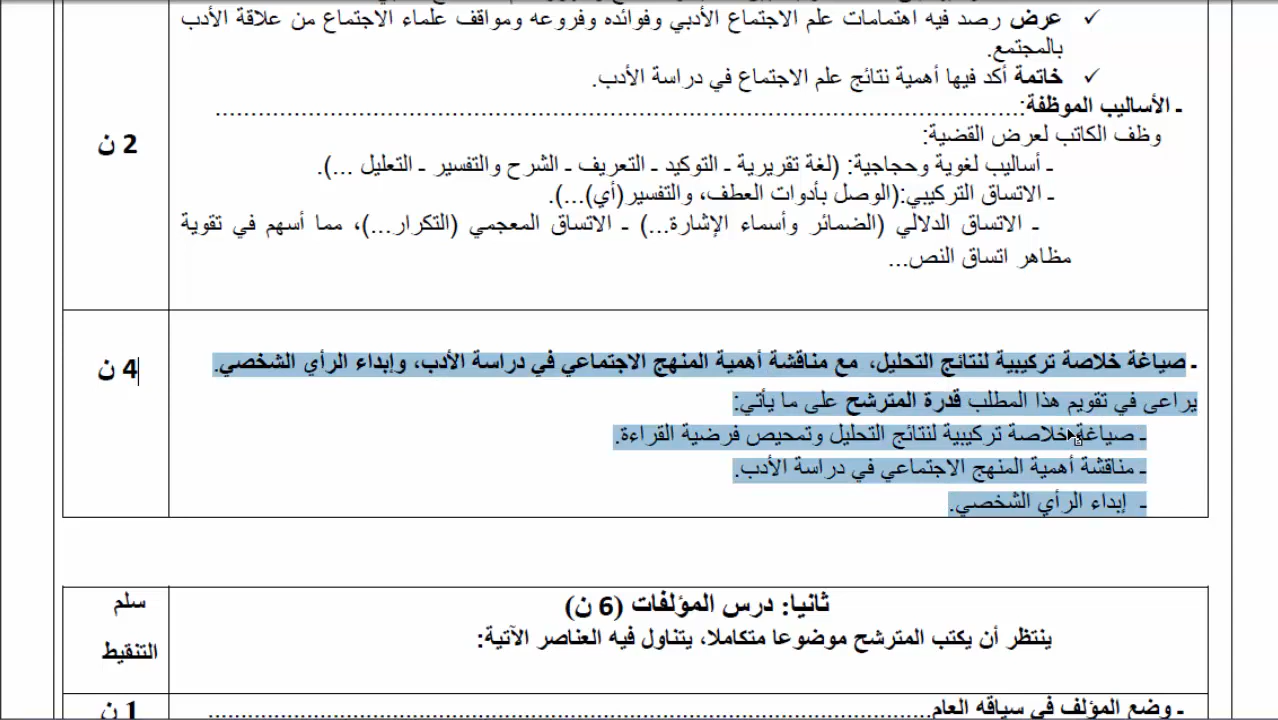 ✓ عرض رصد فيه اهتمامات علم الاجتماع الأدبي وفوائده وفروعه ومواقف علماء الاجتماع من علاقة الأدب
بالمجتمع.
✓ خاتمة أكد فيها أهمية نتائج علم الاجتماع في دراسة الأدب.
ـ الأساليب الموظفة:................................................................................
2 ن
وظف الكاتب لعرض القضية:
ـ أساليب لغوية وحجاجية: (لغة تقريرية ـ التوكيد ـ التعريف ـ الشرح والتفسير ـ التعليل ...).
ـ الاتساق التركيبي:(الوصل بأدوات العطف، والتفسير(أي)...).
ـ الاتساق الدلالي (الضمائر وأسماء الإشارة...) ـ الاتساق المعجمي (التكرار...)، مما أسهم في تقوية
مظاهر اتساق النص...
ـ صياغة خلاصة تركيبية لنتائج التحليل، مع مناقشة أهمية المنهج الاجتماعي في دراسة الأدب، وإبداء الرأي الشخصي.
4 ن
يراعى في تقويم هذا المطلب قدرة المترشح على ما يأتي:
ـ صياغة خلاصة تركيبية لنتائج التحليل وتمحيص فرضية القراءة.
ـ مناقشة أهمية المنهج الاجتماعي في دراسة الأدب.
ـ إبداء الرأي الشخصي.
ثانيا: درس المؤلفات (6 ن)
سلم
ينتظر أن يكتب المترشح موضوعا متكاملا، يتناول فيه العناصر الآتية:
التنقيط
ـ وضع المؤلف في سياقه العام................................................................................
1 ن